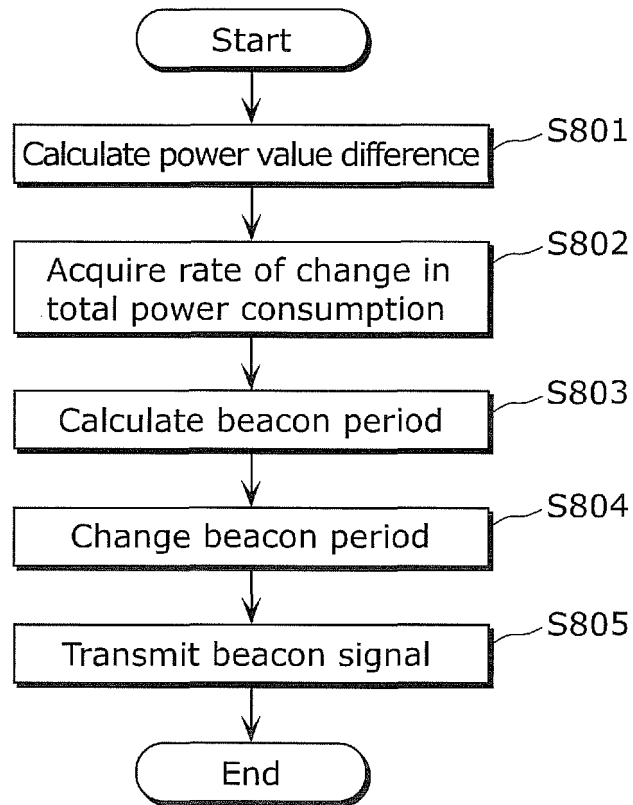 Start
Calculate power value difference
S801
Acquire rate of change in
total power consumption
S802
Calculate beacon period
S803
Change beacon period
S804
Transmit beacon signal
S805
End